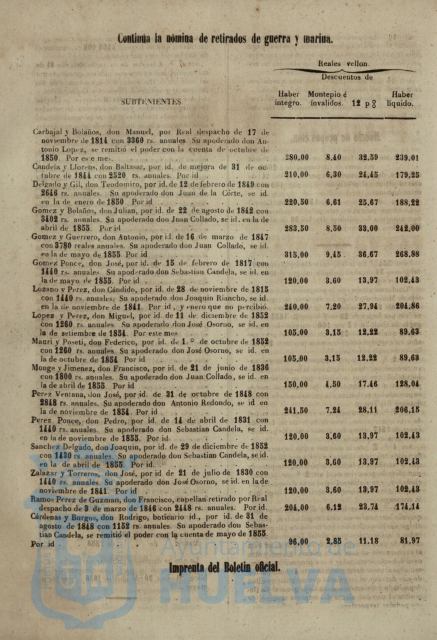 Continúa la nómina de retirados de guerra y marina.
Reales vellon.
Descuentos de
SUBTENIENTES
Haber íntegro. Montepío é inválidos. 12 p% Haber líquido.
Carbajal y Bolaños, don Manuel, por Real despacho de 17 de
noviembre de 1814 con 3360 rs. anuales. Su apoderado don An-
tonio Lopez, se remitió el poder con la cuenta de octubre de
1850. Por este mes. 280,00 8,40 32,59 239,01
Candela y Llorens, don Baltasar, por id. de mejora de 31 de oc-
tubre de 1844 con 2520 rs. anuales. Por id 210,00 6,30 24,45 179,25
Delgado y Gil, don Teodomiro, por id. de 12 de febrero de 1849 con
2646 rs. anuales. Su apoderado don Juan de la Córte, se id.
en la de enero de 1850 Por id 220,50 6,61 25,67 188,22
Gomez y Bolaños, don Julian, por id. de 22 de agosto de 1842 con
3402 rs. anuales. Su apoderado don Juan Collado, se id. en la de
abril de 1855. Por id 283,50 8,50 33,00 242,00
Gomez y Guerrero, don Antonio, por id. de 16 de marzo de 1847
con 3780 reales anuales. Su apoderado don Juan Collado, se id.
en la de mayo de 1855. Por id 315,00 9,45 36,67 268,88
Gomez Ponce, don José, por id. de 15 de febrero de 1817 con
1440 rs. anuales. Su apoderado don Sebastian Candela, se id. en
la de mayo de 1855. Por id 120,00 3,60 13,97 102,43
Lozano y Perez, don Cándido, por id. de 28 de noviembre de 1815
con 1440 rs. anuales. Su apoderado don Joaquin Riancho, se id.
en la de noviembre de 1841. Por id., y enero que no percibió. 240,00 7,20 27,94 204,86
Lopez y Perez, don Miguel, por id. de 11 de diciembre de 1852
con 1260 rs. anuales. Su apoderado don José Osorno, se id. en
la de setiembre de 1854. Por este mes 105,00 3,15 12,22 89,63
Mauri y Poseti, don Federico, por id. de 1.º de octubre de 1852
con 1260 rs. anuales. Su apoderado don José Osorno, se id. en
la de octubre de 1854 Por id 105,00 3,15 12,22 89,63
Monge y Jimenez, don Francisco, por id. de 21 de junio de 1836
con 1800 rs. anuales. Su apoderado don Juan Collado, se id. en
la de abril de 1855. Por id 150,00 4,50 17,46 128,04
Perez Ventana, don José, por id. de 31 de octubre de 1848 con
2848 rs. anuales. Su apoderado don Antonio Redondo, se id. en
la de noviembre de 1854. Por id 241,50 7,24 28,11 206,15
Perez Ponce, don Pedro, por id. de 14 de abril de 1831 con
1440 rs. anuales. Su apoderado don Sebastian Candela, se id.
en la de noviembre de 1855. Por id 120,00 3,60 13,97 102,43
Sanchez Delgado, don Joaquin, por id. de 29 de diciembre de 1852
con 1430 rs. anuales. Su apoderado don Sebastian Candela, se id.
en la de abril de 1855. Por id. 120,00 3,60 13,97 102,43
Zalazar y Torreros, don José, por id. de 21 de julio de 1830 con
1440 rs. anuales. Su apoderado don José Osorno, se id. en la de
noviembre de 1841. Por id 120,00 3,60 13,97 102,43
Ramos Perez de Guzman, don Francisco, capellan retirado por Real
despacho de 3 de marzo de 1846 con 2448 rs. anuales. Por id. 204,00 6,12 23,74 174,14
Cárdenas y Burgos, don Rodrigo, boticario id., por id. de 31 de
agosto de 1848 con 1152 rs. anuales. Su apoderado don Sebas-
tian Candela, se remitió el poder con la cuenta de mayo de 1855.
Por id 96,00 2,85 11,18 81,97
Imprenta del Boletin oficial.
Ayuntamiento de
HUELVA